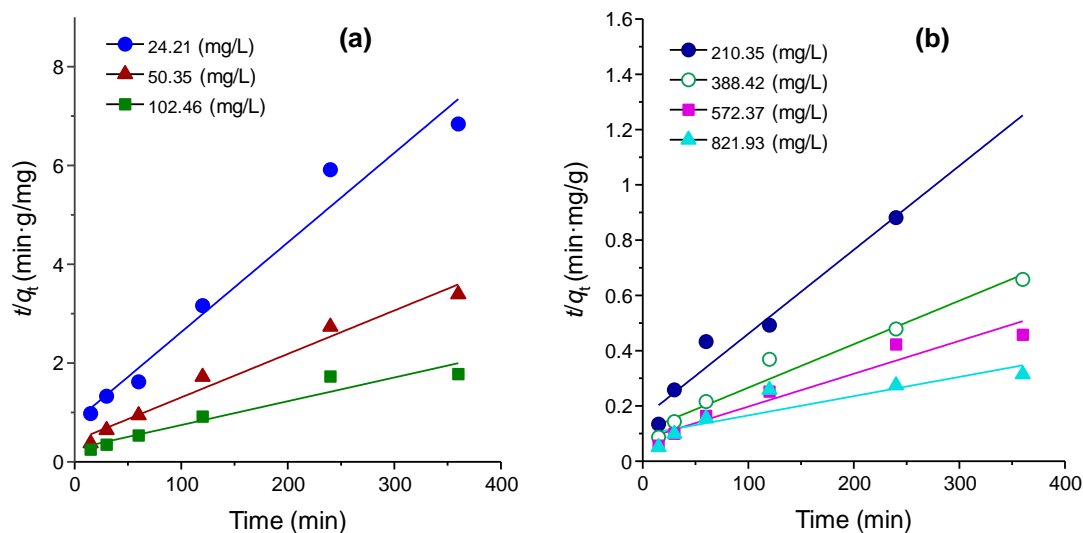 (a)
24.21 (mg/L)
50.35 (mg/L)
102.46 (mg/L)
t/qt (min·g/mg)
8
6
4
2
0
0 100 200 300 400
Time (min)
(b)
210.35 (mg/L)
388.42 (mg/L)
572.37 (mg/L)
821.93 (mg/L)
t/qt (min·mg/g)
1.6
1.4
1.2
1
0.8
0.6
0.4
0.2
0
0 100 200 300 400
Time (min)